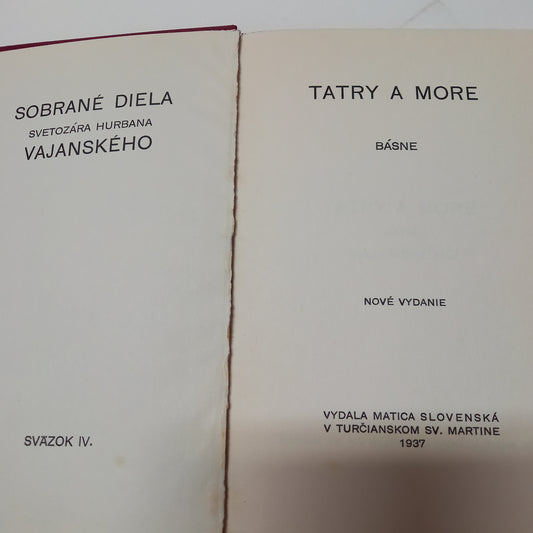 SOBRANÉ DIELA
SVETOZÁRA HURBANA
VAJANSKÉHO
SVÄZOK IV.
TATRY A MORE
BÁSNE
NOVÉ VYDANIE
VYDALA MATICA SLOVENSKÁ
V TURČIANSKOM SV. MARTINE
1937